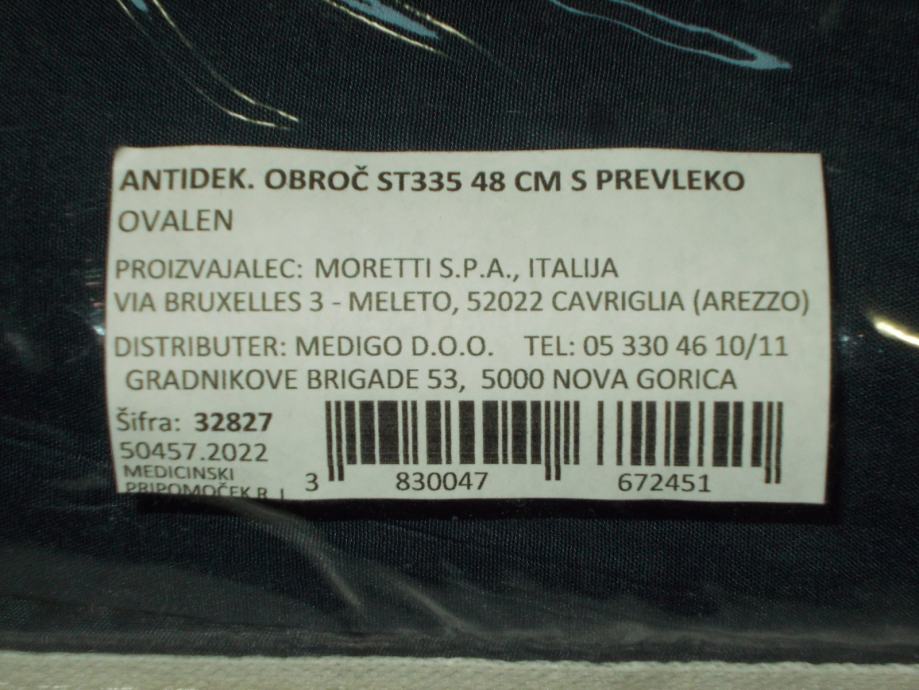 ANTIDEK. OBROČ ST335 48 CM S PREVLEKO
OVALEN
PROIZVAJALEC: MORETTI S.P.A., ITALIJA
VIA BRUXELLES 3 - MELETO, 52022 CAVRIGLIA (AREZZO)
DISTRIBUTER: MEDIGO D.O.O. TEL: 05 330 46 10/11
GRADNIKOVE BRIGADE 53, 5000 NOVA GORICA
Šifra: 32827
50457.2022
MEDICINSKI
PRIPOMOČEK R. I
3 830047 672451